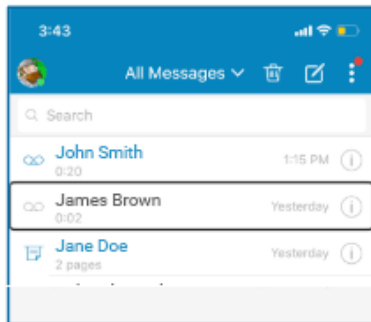 3:43
All Messages
Search
John Smith
1:15 PM
0:20
James Brown
Yesterday
0:02
Jane Doe
Yesterday
2 pages